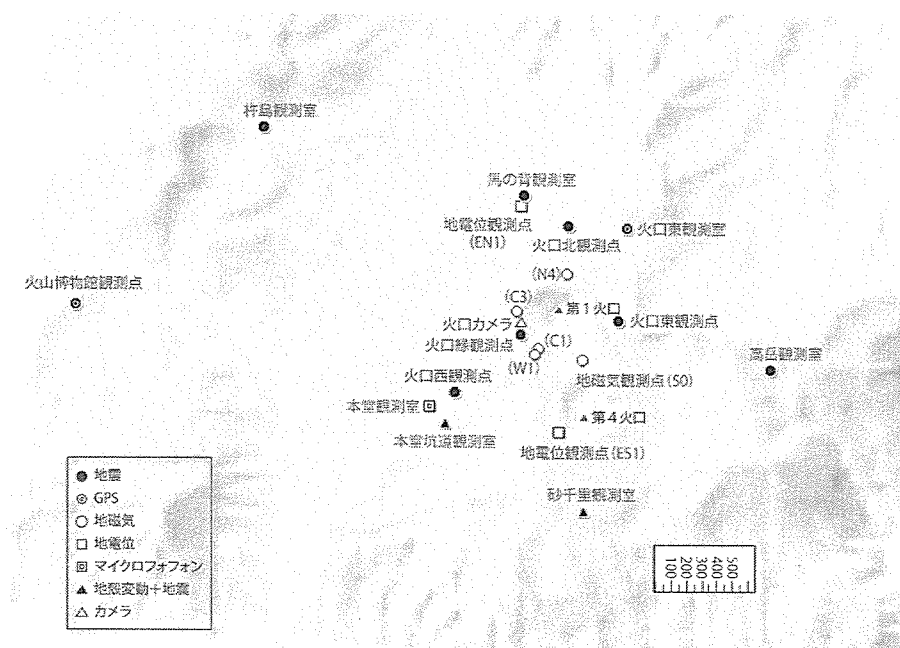 杵島観測室
馬の背観測室
地電位観測点
(EN1)
火口北観測点
火口東観測室
(N4)
火山博物館観測点
(C3)
第1火口
火口カメラ
火口東観測点
火口縁観測点
(C1)
(W1)
高岳観測室
火口西観測点
地磁気観測点(S0)
本堂観測室
第4火口
本堂坑道観測室
地電位観測点(ES1)
砂千里観測室
地震
GPS
地磁気
地電位
マイクロフォフォン
地殻変動+地震
カメラ
100
200
300
400
500